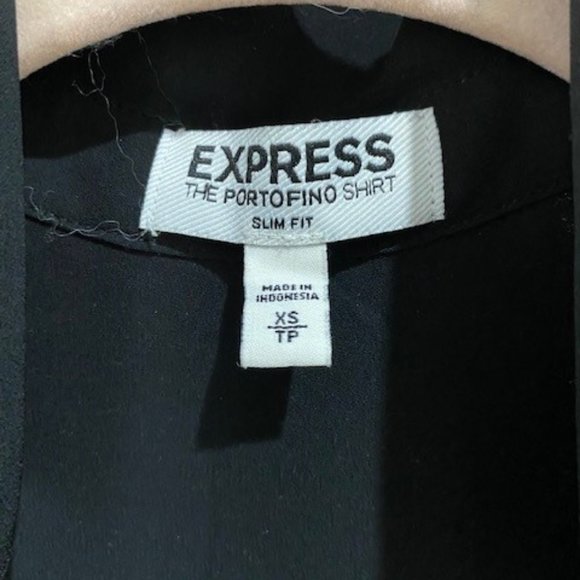 EXPRESS
THE PORTOFINO SHIRT
SLIM FIT
MADE IN
INDONESIA
XS
TP